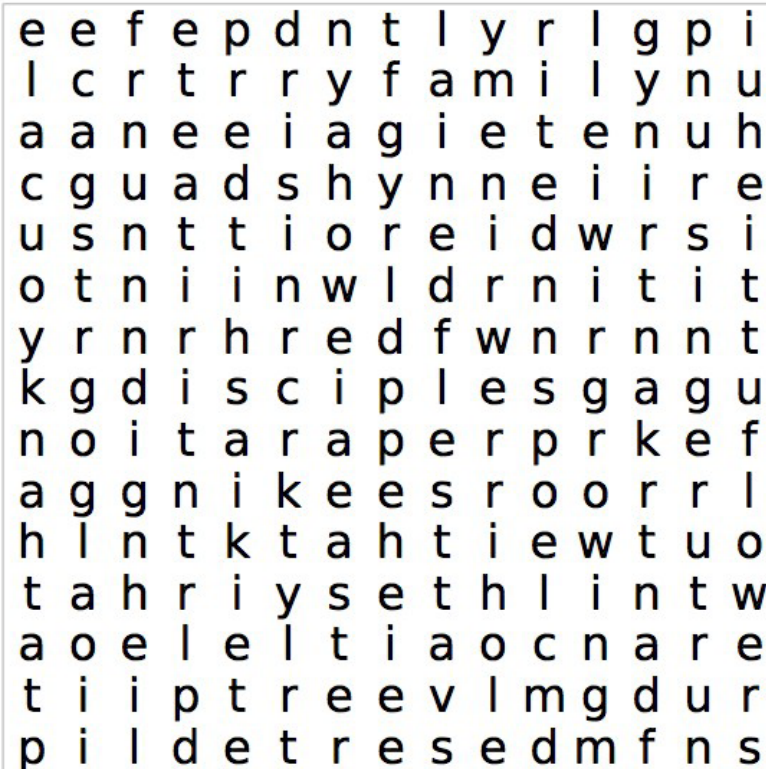 e e f e p d n t l y r l g p i
l c r t r r y f a m i l y n u
a a n e e i a g i e t e n u h
c g u a d s h y n n e i i r e
u s n t t i o r e i d w r s i
o t n i i n w l d r n i t i t
y r n r h r e d f w n r n n t
k g d i s c i p l e s g a g u
n o i t a r a p e r p r k e f
a g g n i k e e s r o o r r l
h l n t k t a h t i e w t u o
t a h r i y s e t h l i n t w
a o e l e l t i a o c n a r e
t i i p t r e e v l m g d u r
p i l d e t r e s e d m f n s